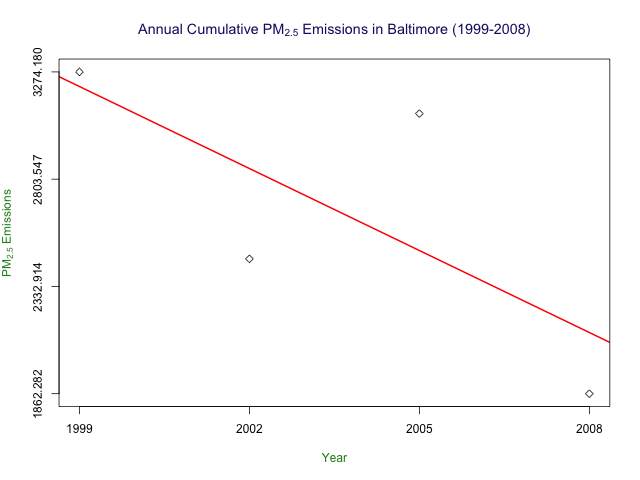 Annual Cumulative PM2.5 Emissions in Baltimore (1999-2008)
PM2.5 Emissions
3274.180
2803.547
2332.914
1862.282
1999 2002 2005 2008
Year